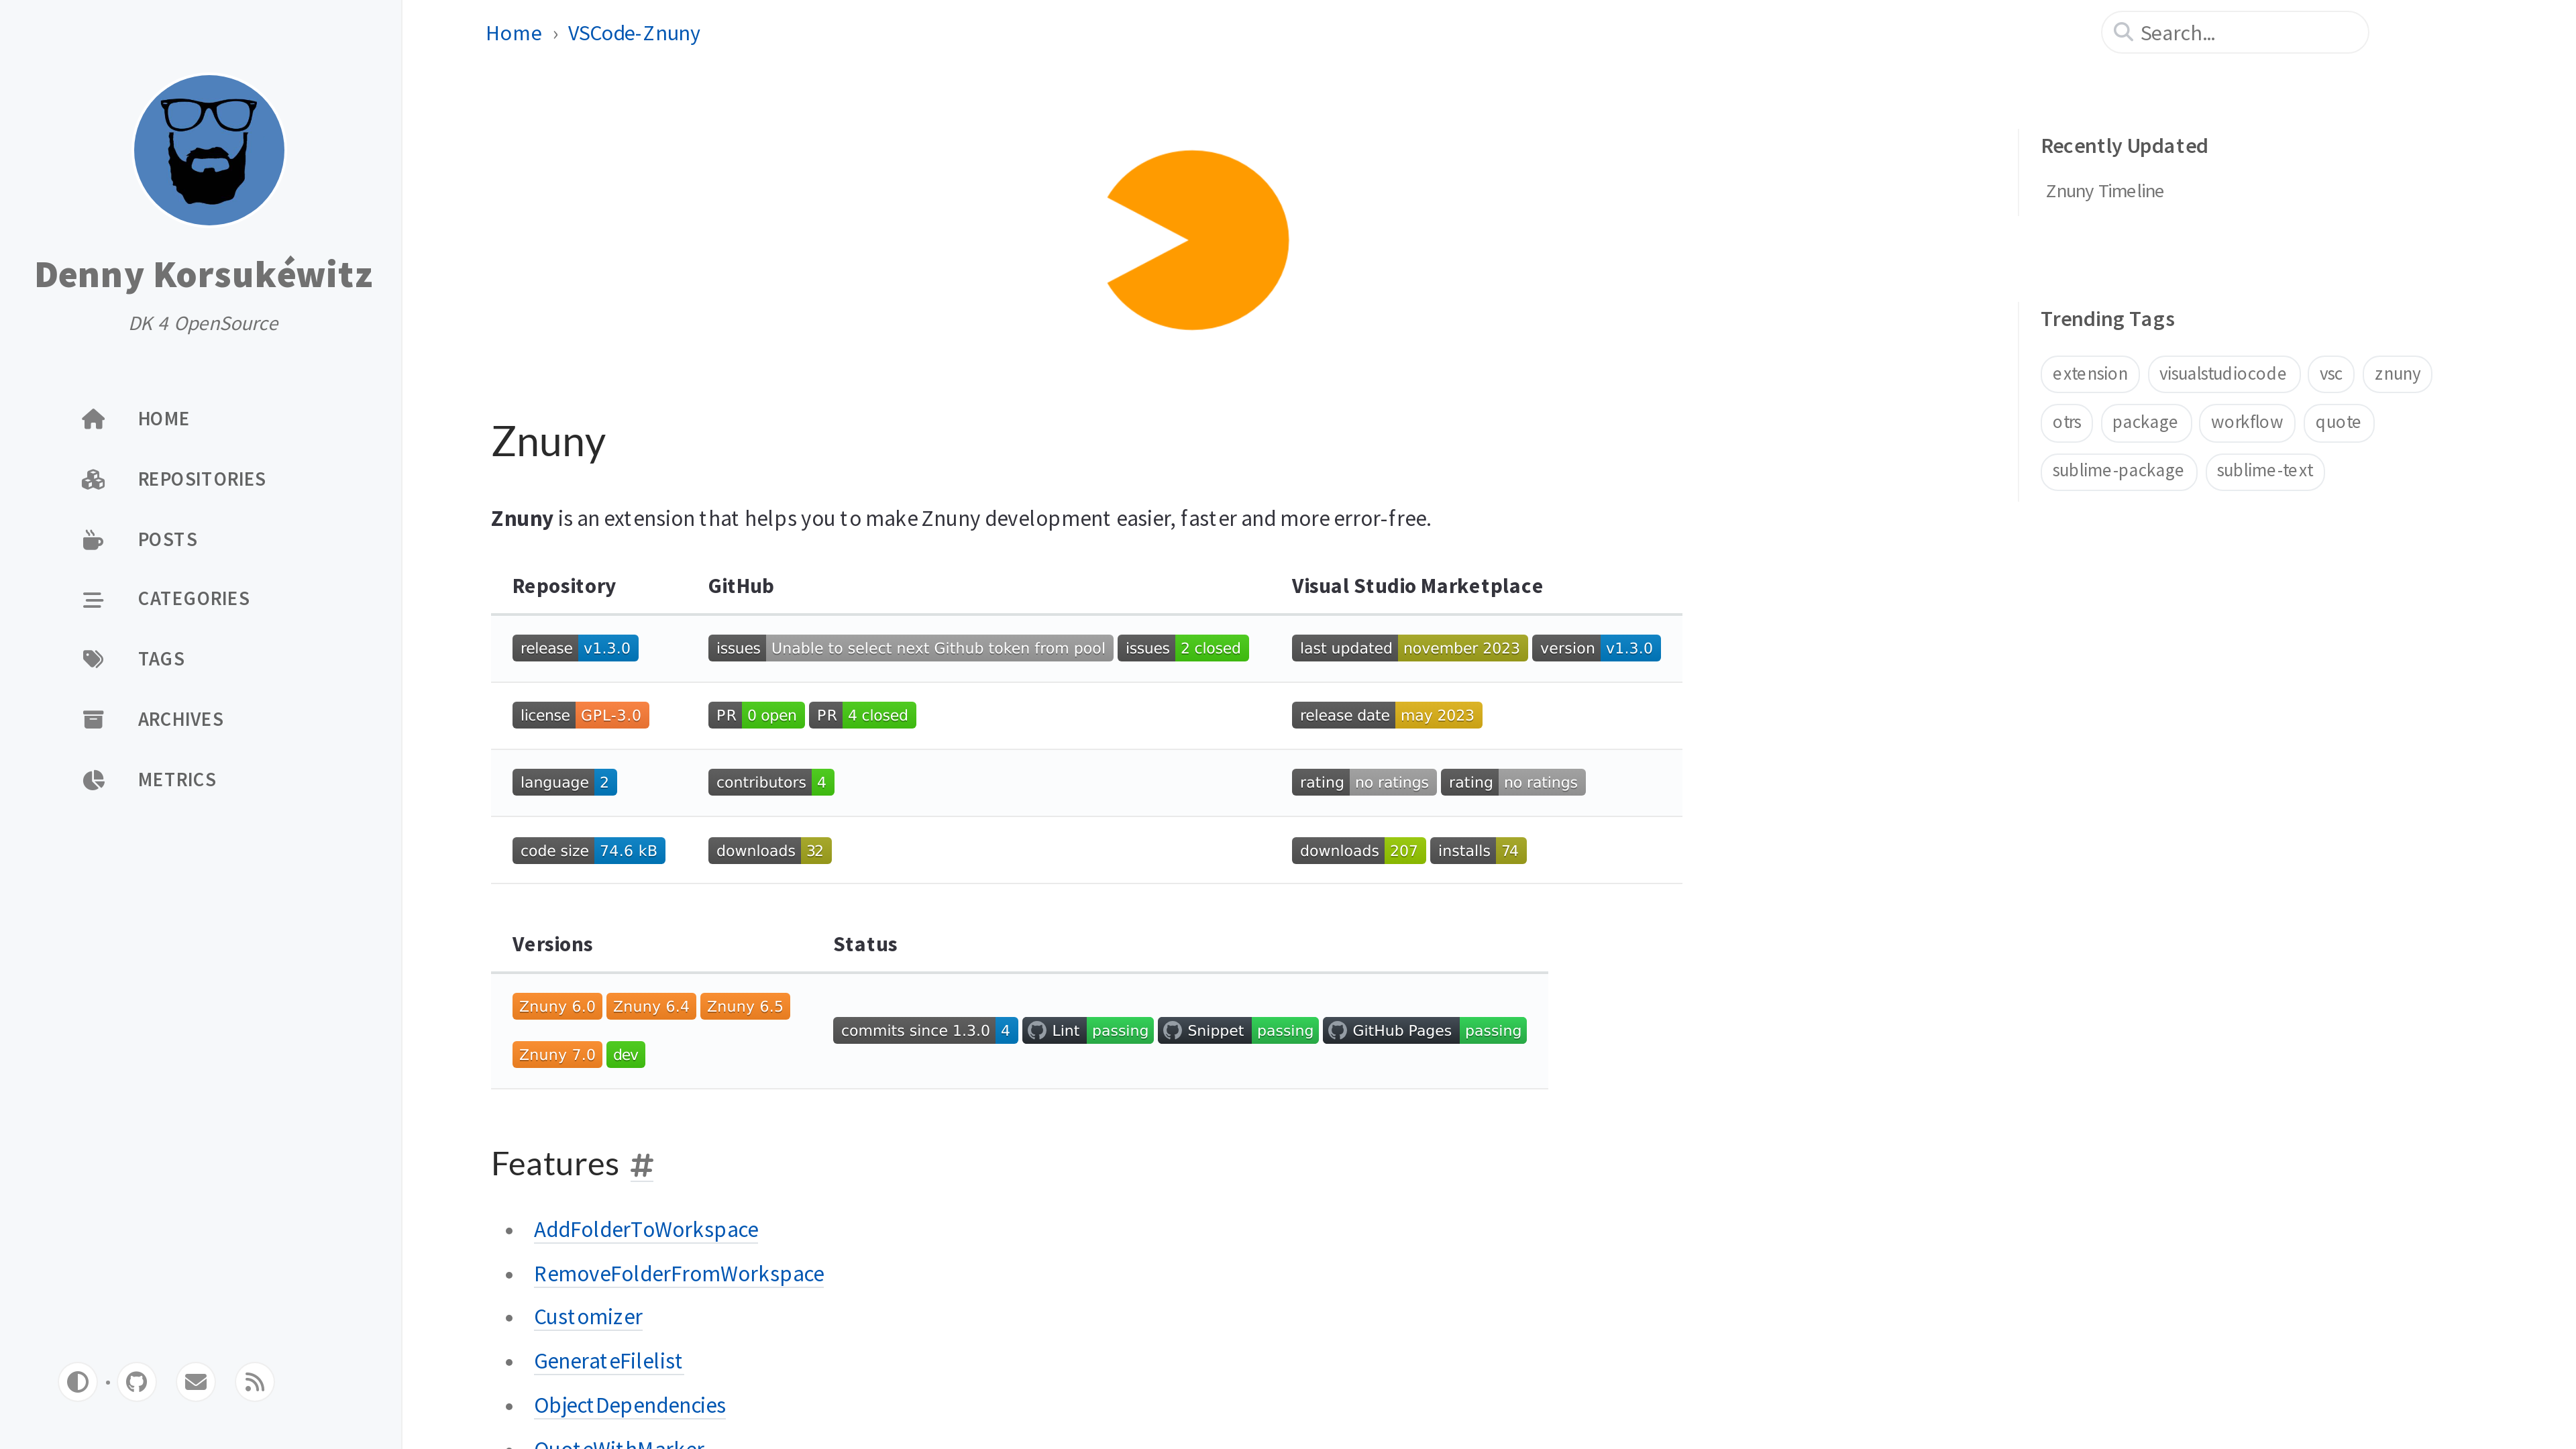 Denny Korsukéwitz
DK 4 OpenSource
HOME
REPOSITORIES
POSTS
CATEGORIES
TAGS
ARCHIVES
METRICS
Home › VSCode-Znuny
Search...
Znuny
Znuny is an extension that helps you to make Znuny development easier, faster and more error-free.
Repository GitHub Visual Studio Marketplace
release v1.3.0 issues Unable to select next Github token from pool issues 2 closed last updated november 2023 version v1.3.0
license GPL-3.0 PR 0 open PR 4 closed release date may 2023
language 2 contributors 4 rating no ratings rating no ratings
code size 74.6 kB downloads 32 downloads 207 installs 74
Versions Status
Znuny 6.0 Znuny 6.4 Znuny 6.5
Znuny 7.0 dev
commits since 1.3.0 4 Lint passing Snippet passing GitHub Pages passing
Features #
AddFolderToWorkspace
RemoveFolderFromWorkspace
Customizer
GenerateFilelist
ObjectDependencies
QuoteWithMarker
Recently Updated
Znuny Timeline
Trending Tags
extension visualstudiocode vsc znuny
otrs package workflow quote
sublime-package sublime-text